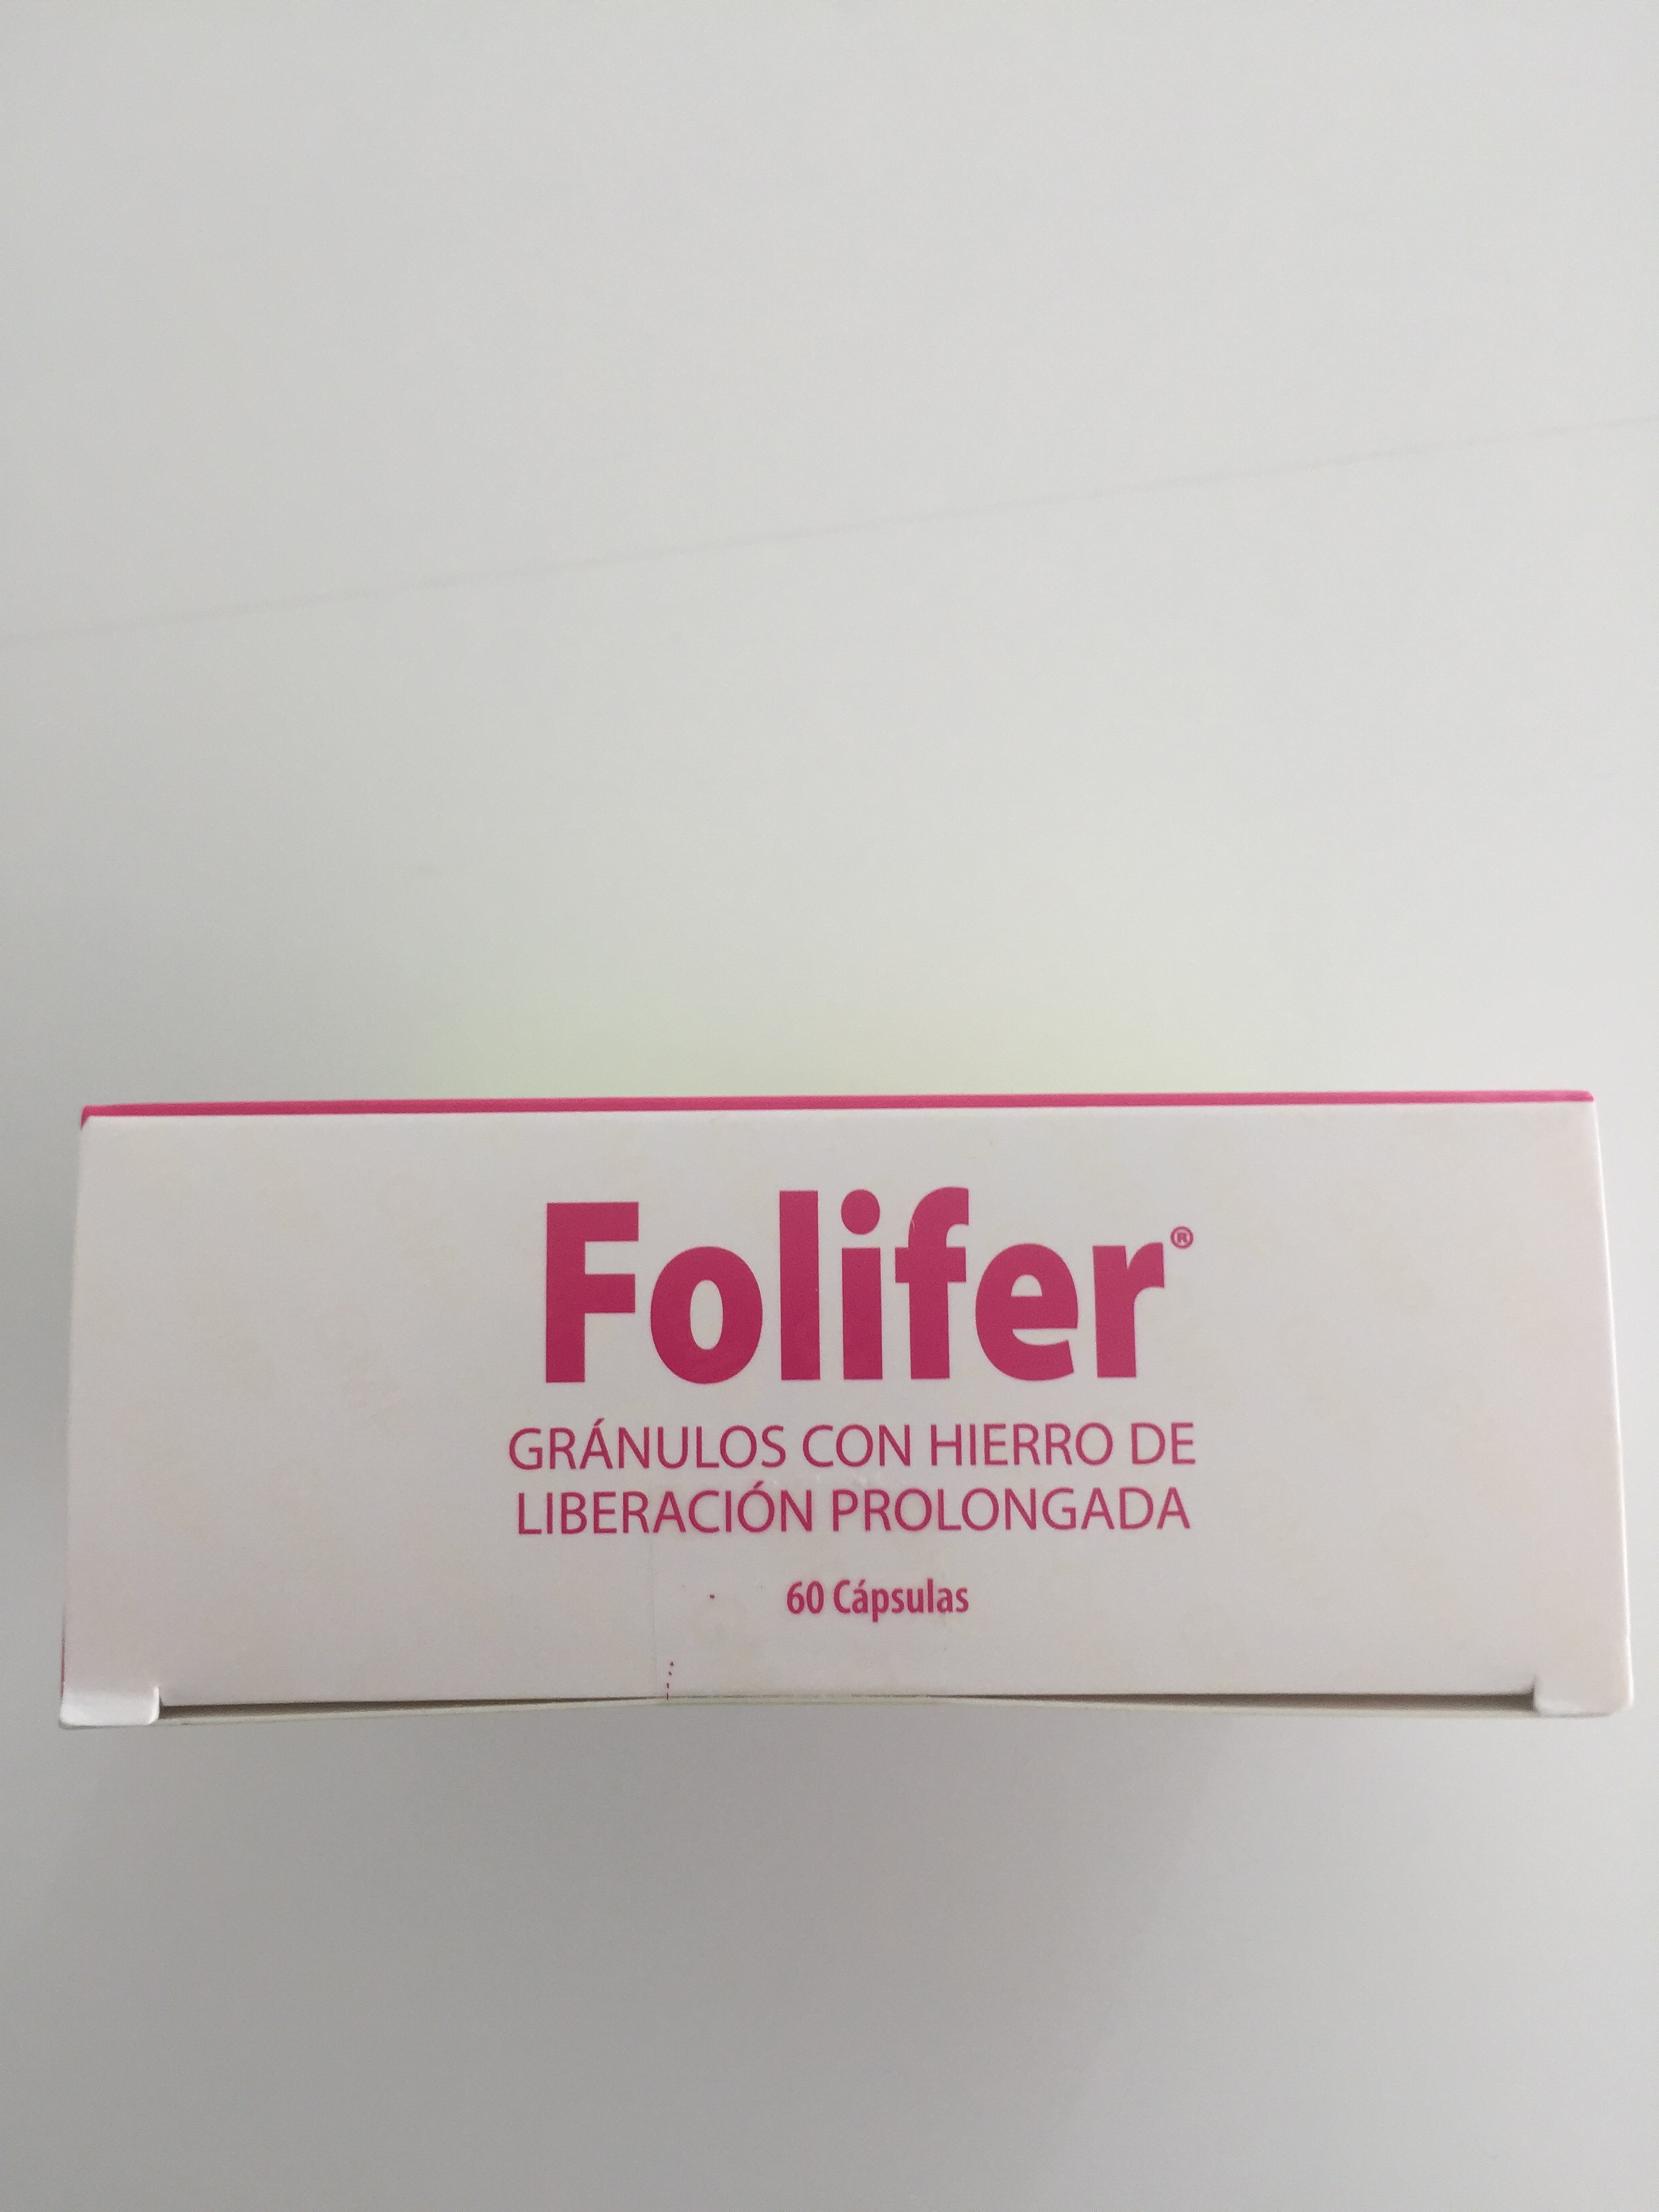 Folifer®
GRÁNULOS CON HIERRO DE
LIBERACIÓN PROLONGADA
60 Cápsulas